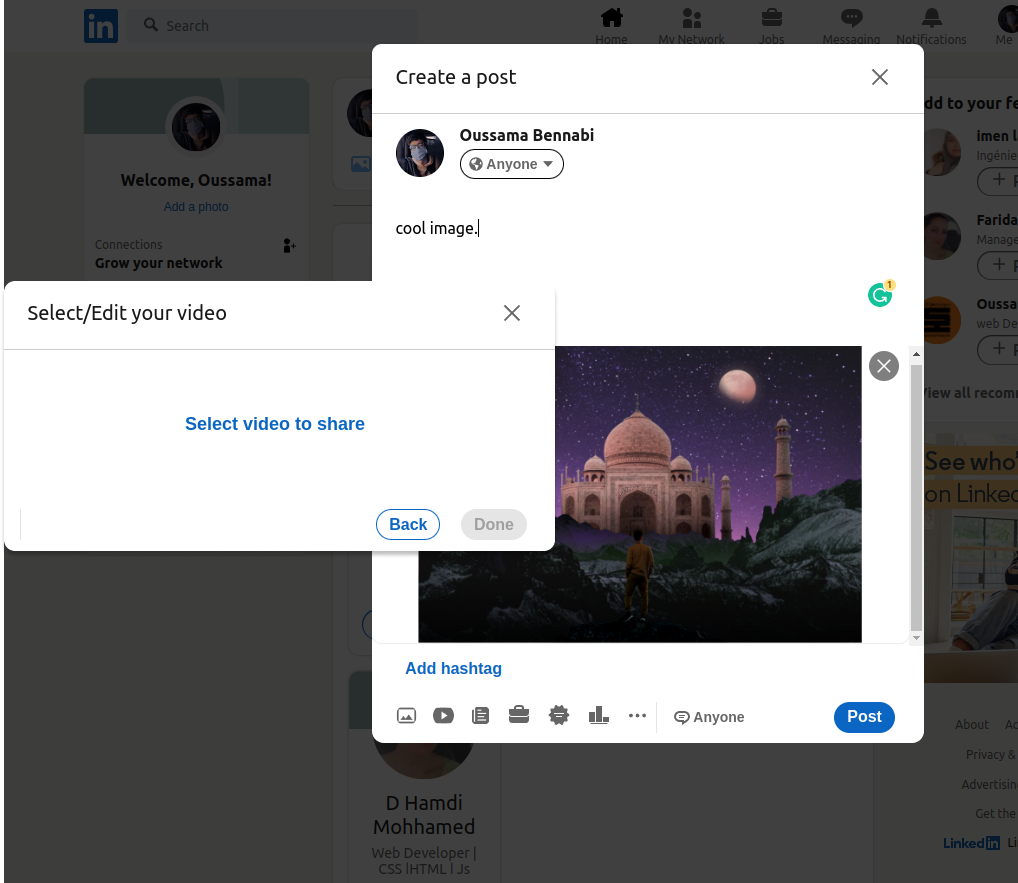 in
Search
Home
My Network
Jobs
Messaging
Notifications
Me
Create a post
Oussama Bennabi
Anyone
cool image.
1
Welcome, Oussama!
Add a photo
Connections
Grow your network
Select/Edit your video
Select video to share
Back
Done
Add hashtag
Anyone
Post
D Hamdi
Mohhamed
Web Developer |
CSS |HTML | Js
dd to your fe
imen l
Ingénie
Farida
Manage
Oussa
web De
View all recomm
See who'
on Linked
About Ac
Privacy &
Advertisin
Get the
Linked in Li